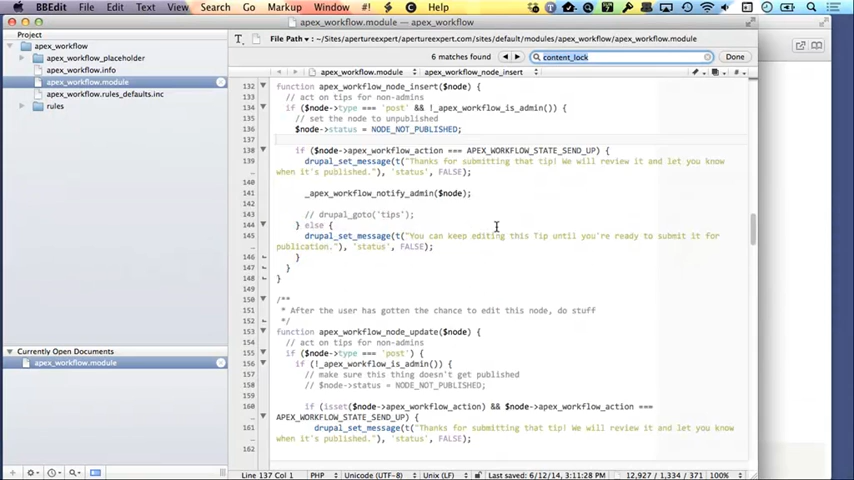 BBEdit File Edit Text View Search Go Markup Window
apex_workflow.module — apex_workflow
Project
apex_workflow
apex_workflow_placeholder
apex_workflow.info
apex_workflow.module
apex_workflow.rules_defaults.inc
rules
Currently Open Documents
apex_workflow.module
File Path : ~/Sites/apertureexpert/apertureexpert.com/sites/default/modules/apex_workflow/apex_workflow.module
6 matches found
content_lock
Done
apex_workflow.module
apex_workflow_node_insert
132 function apex_workflow_node_insert($node) {
133 // act on tips for non-admins
134 if ($node->type === 'post' && !_apex_workflow_is_admin()) {
135 // set the node to unpublished
136 $node->status = NODE_NOT_PUBLISHED;
137
138 if ($node->apex_workflow_action === APEX_WORKFLOW_STATE_SEND_UP) {
139 drupal_set_message(t("Thanks for submitting that tip! We will review it and let you know
when it's published."), 'status', FALSE);
140
141 _apex_workflow_notify_admin($node);
142
143 // drupal_goto('tips');
144 } else {
145 drupal_set_message(t("You can keep editing this Tip until you're ready to submit it for
publication."), 'status', FALSE);
146 }
147 }
148 }
149
150 /**
151 * After the user has gotten the chance to edit this node, do stuff
152 */
153 function apex_workflow_node_update($node) {
154 // act on tips for non-admins
155 if ($node->type === 'post') {
156 if (!_apex_workflow_is_admin()) {
157 // make sure this thing doesn't get published
158 // $node->status = NODE_NOT_PUBLISHED;
159
160 if (isset($node->apex_workflow_action) && $node->apex_workflow_action ===
APEX_WORKFLOW_STATE_SEND_UP) {
161 drupal_set_message(t("Thanks for submitting that tip! We will review it and let you know
when it's published."), 'status', FALSE);
162
Line 137 Col 1 PHP Unicode (UTF-8) Unix (LF) Last saved: 6/12/14, 3:11:28 PM 12,927 / 1,334 / 371 100%